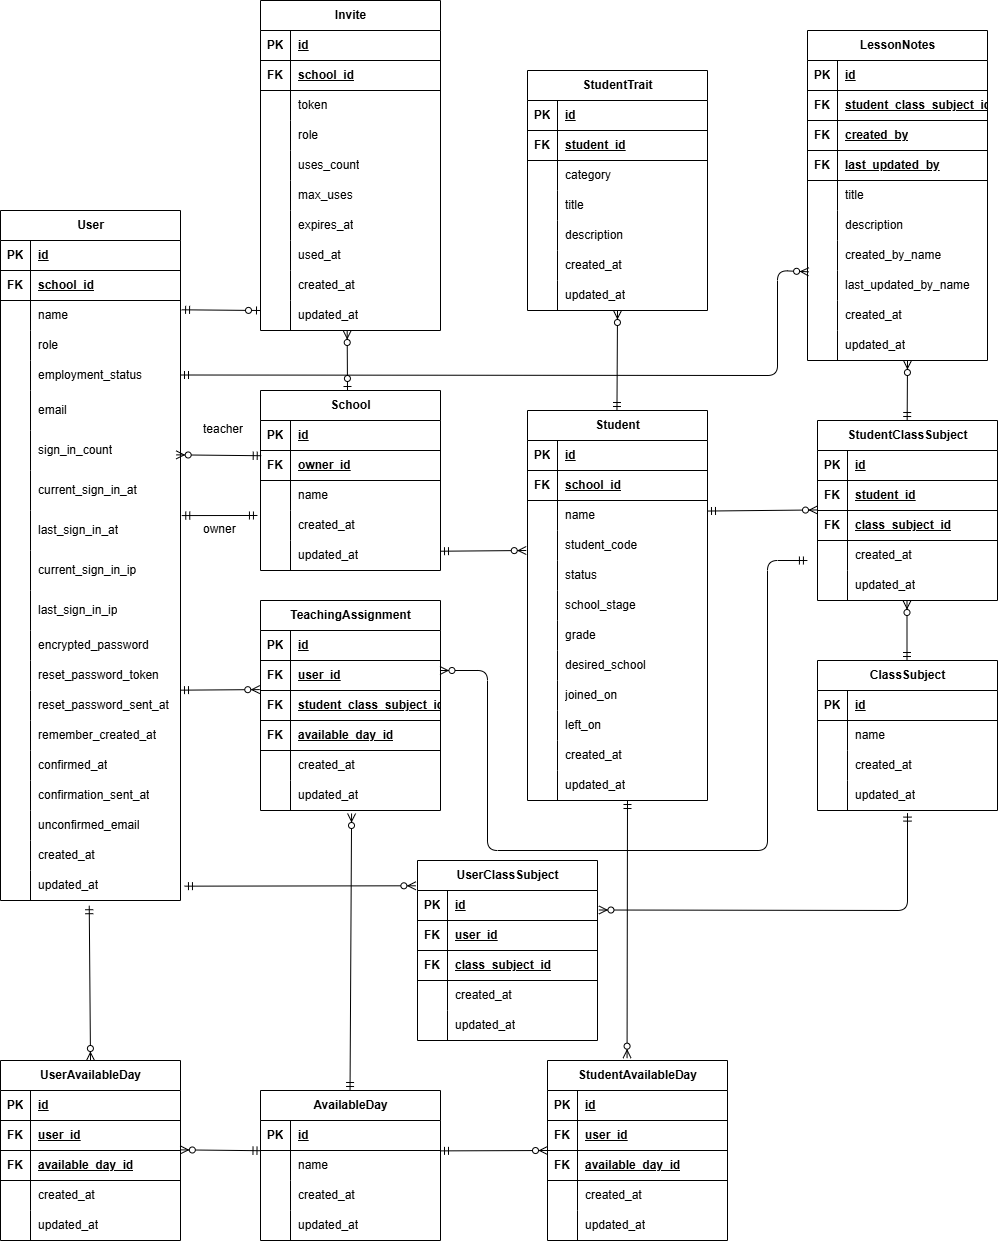 Invite
PK id
FK school_id
token
role
uses_count
max_uses
expires_at
used_at
created_at
updated_at
StudentTrait
PK id
FK student_id
category
title
description
created_at
updated_at
LessonNotes
PK id
FK student_class_subject_id
FK created_by
FK last_updated_by
title
description
created_by_name
last_updated_by_name
created_at
updated_at
User
PK id
FK school_id
name
role
employment_status
email
sign_in_count
current_sign_in_at
last_sign_in_at
current_sign_in_ip
last_sign_in_ip
encrypted_password
reset_password_token
reset_password_sent_at
remember_created_at
confirmed_at
confirmation_sent_at
unconfirmed_email
created_at
updated_at
teacher
owner
School
PK id
FK owner_id
name
created_at
updated_at
Student
PK id
FK school_id
name
student_code
status
school_stage
grade
desired_school
joined_on
left_on
created_at
updated_at
StudentClassSubject
PK id
FK student_id
FK class_subject_id
created_at
updated_at
TeachingAssignment
PK id
FK user_id
FK student_class_subject_id
FK available_day_id
created_at
updated_at
ClassSubject
PK id
name
created_at
updated_at
UserClassSubject
PK id
FK user_id
FK class_subject_id
created_at
updated_at
UserAvailableDay
PK id
FK user_id
FK available_day_id
created_at
updated_at
AvailableDay
PK id
name
created_at
updated_at
StudentAvailableDay
PK id
FK user_id
FK available_day_id
created_at
updated_at